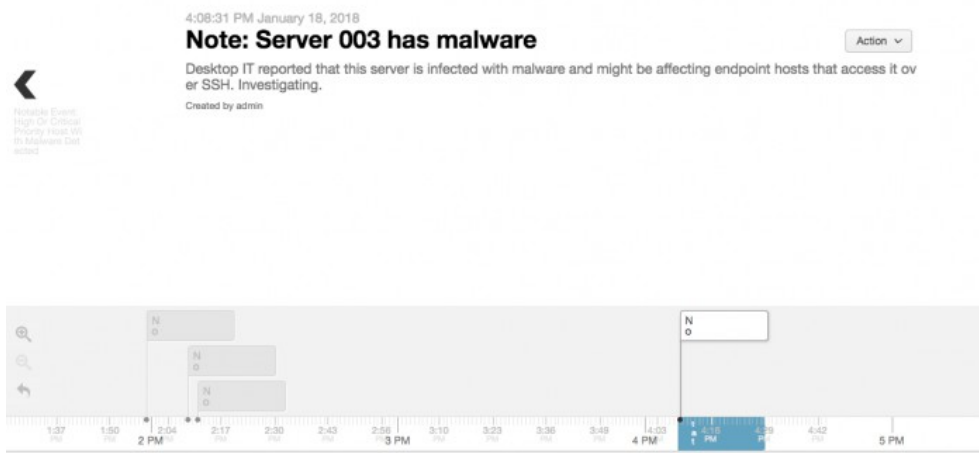 4:08:31 PM January 18, 2018
Note: Server 003 has malware
Action
Desktop IT reported that this server is infected with malware and might be affecting endpoint hosts that access it ov
er SSH. Investigating.
Created by admin
Notable Event:
High Or Critical
Priority Host Wi
th Malware Det
ected
N
o
N
o
N
o
N
o
1:37
PM
1:50
PM
2 PM
2:04
PM
2:17
PM
2:30
PM
2:43
PM
2:56
PM
3 PM
3:10
PM
3:23
PM
3:36
PM
3:49
PM
4 PM
4:03
PM
4:16
PM
4:29
PM
4:42
PM
5 PM